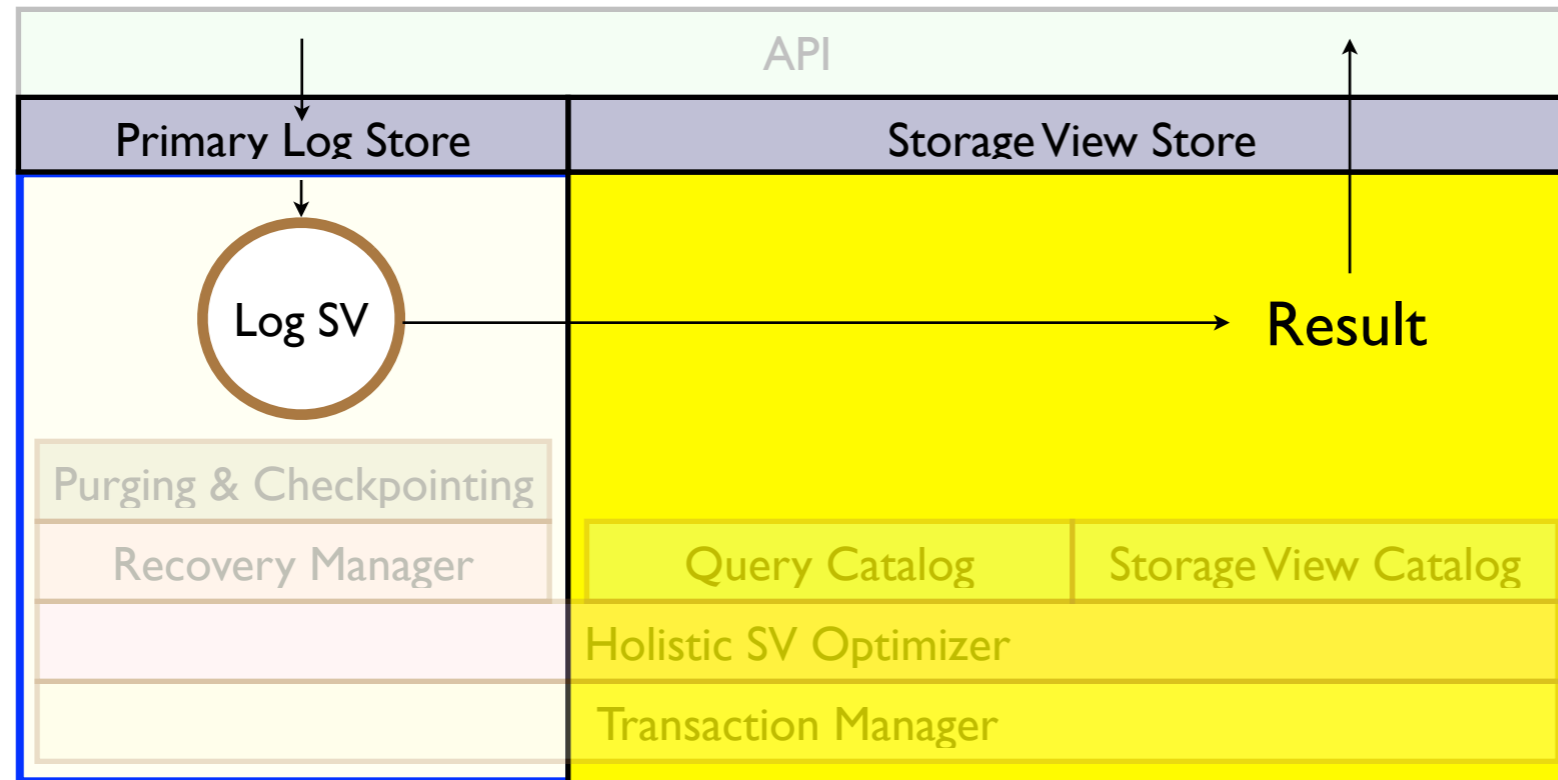 API
Primary Log Store
Storage View Store
Log SV
Result
Purging & Checkpointing
Recovery Manager
Query Catalog
Storage View Catalog
Holistic SV Optimizer
Transaction Manager